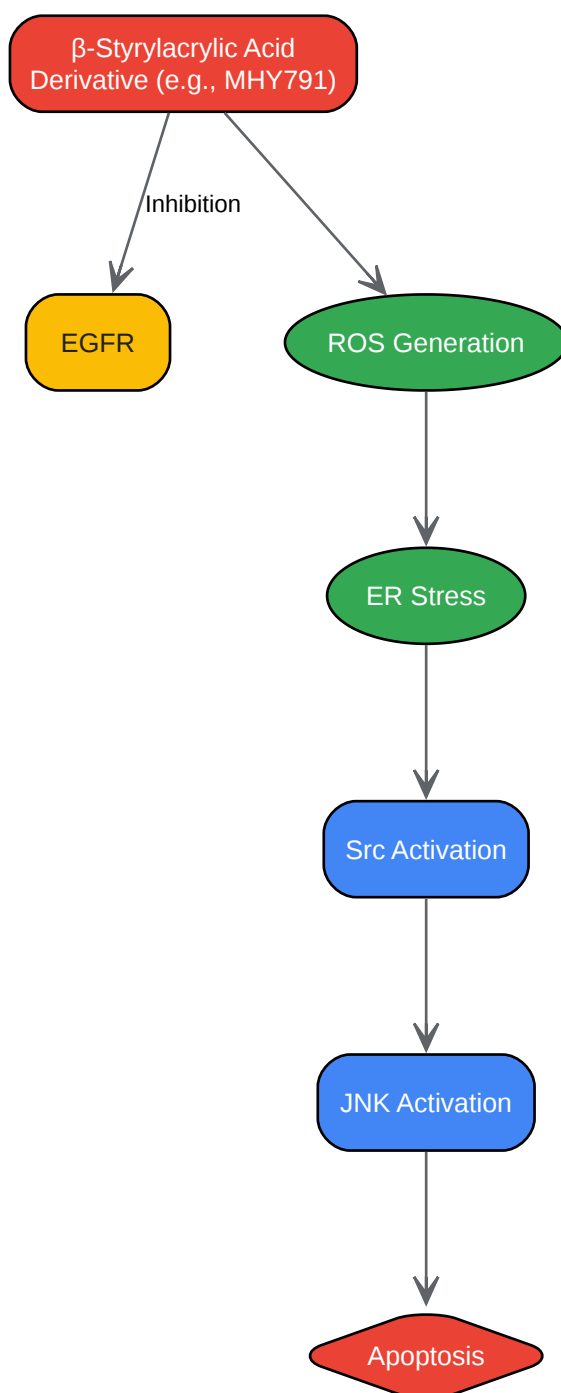 β-Styrylacrylic Acid
Derivative (e.g., MHY791)
Inhibition
EGFR
ROS Generation
ER Stress
Src Activation
JNK Activation
Apoptosis